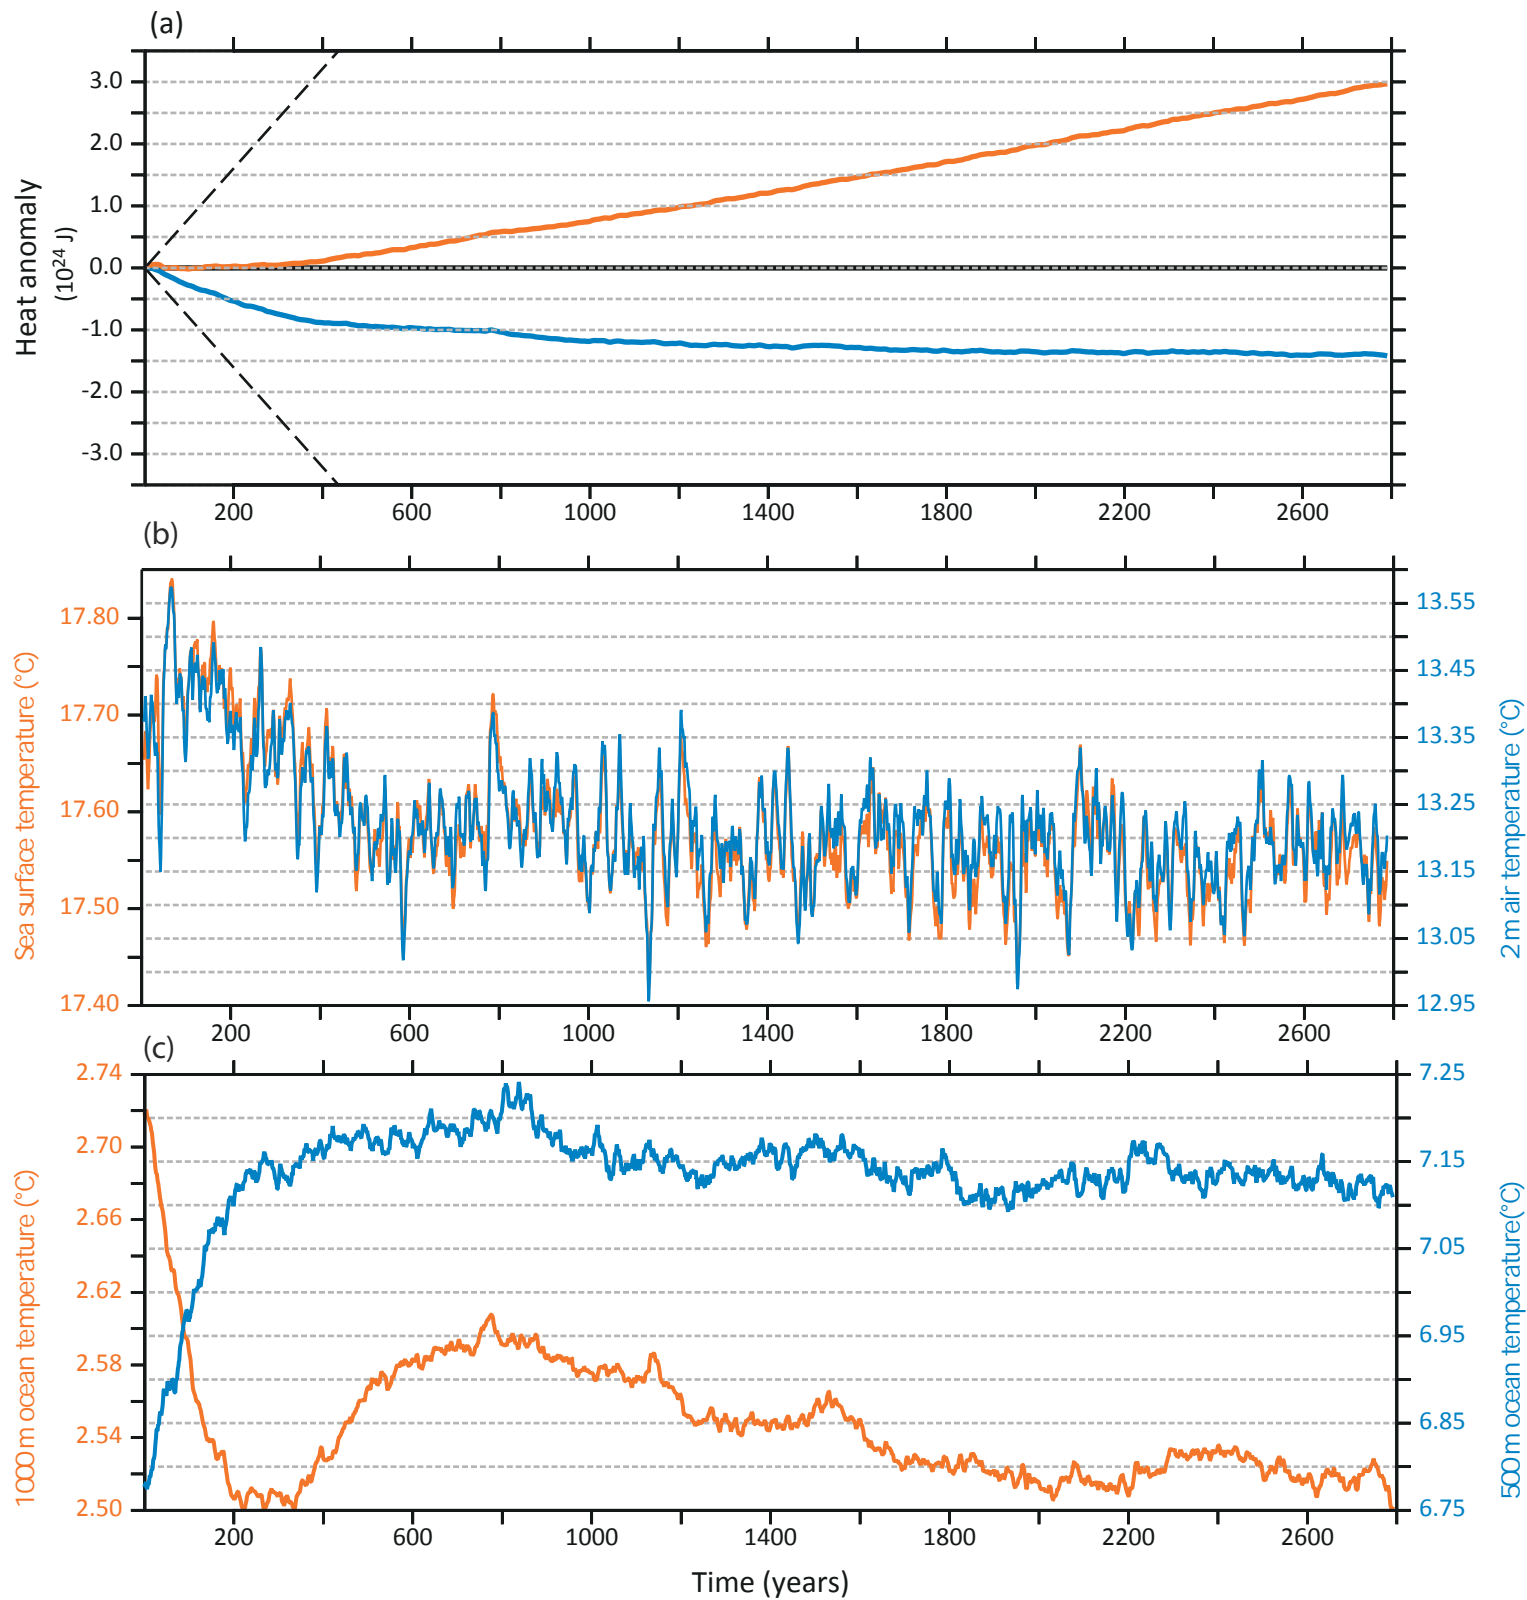 (a)
3.0
2.0
1.0
0.0
-1.0
-2.0
-3.0
Heat anomaly
(10²⁴ J)
200 600 1000 1400 1800 2200 2600
(b)
17.80
17.70
17.60
17.50
17.40
Sea surface temperature (°C)
13.55
13.45
13.35
13.25
13.15
13.05
12.95
2m air temperature (°C)
200 600 1000 1400 1800 2200 2600
(c)
2.74
2.70
2.66
2.62
2.58
2.54
2.50
1000m ocean temperature (°C)
7.25
7.15
7.05
6.95
6.85
6.75
500m ocean temperature(°C)
200 600 1000 1400 1800 2200 2600
Time (years)